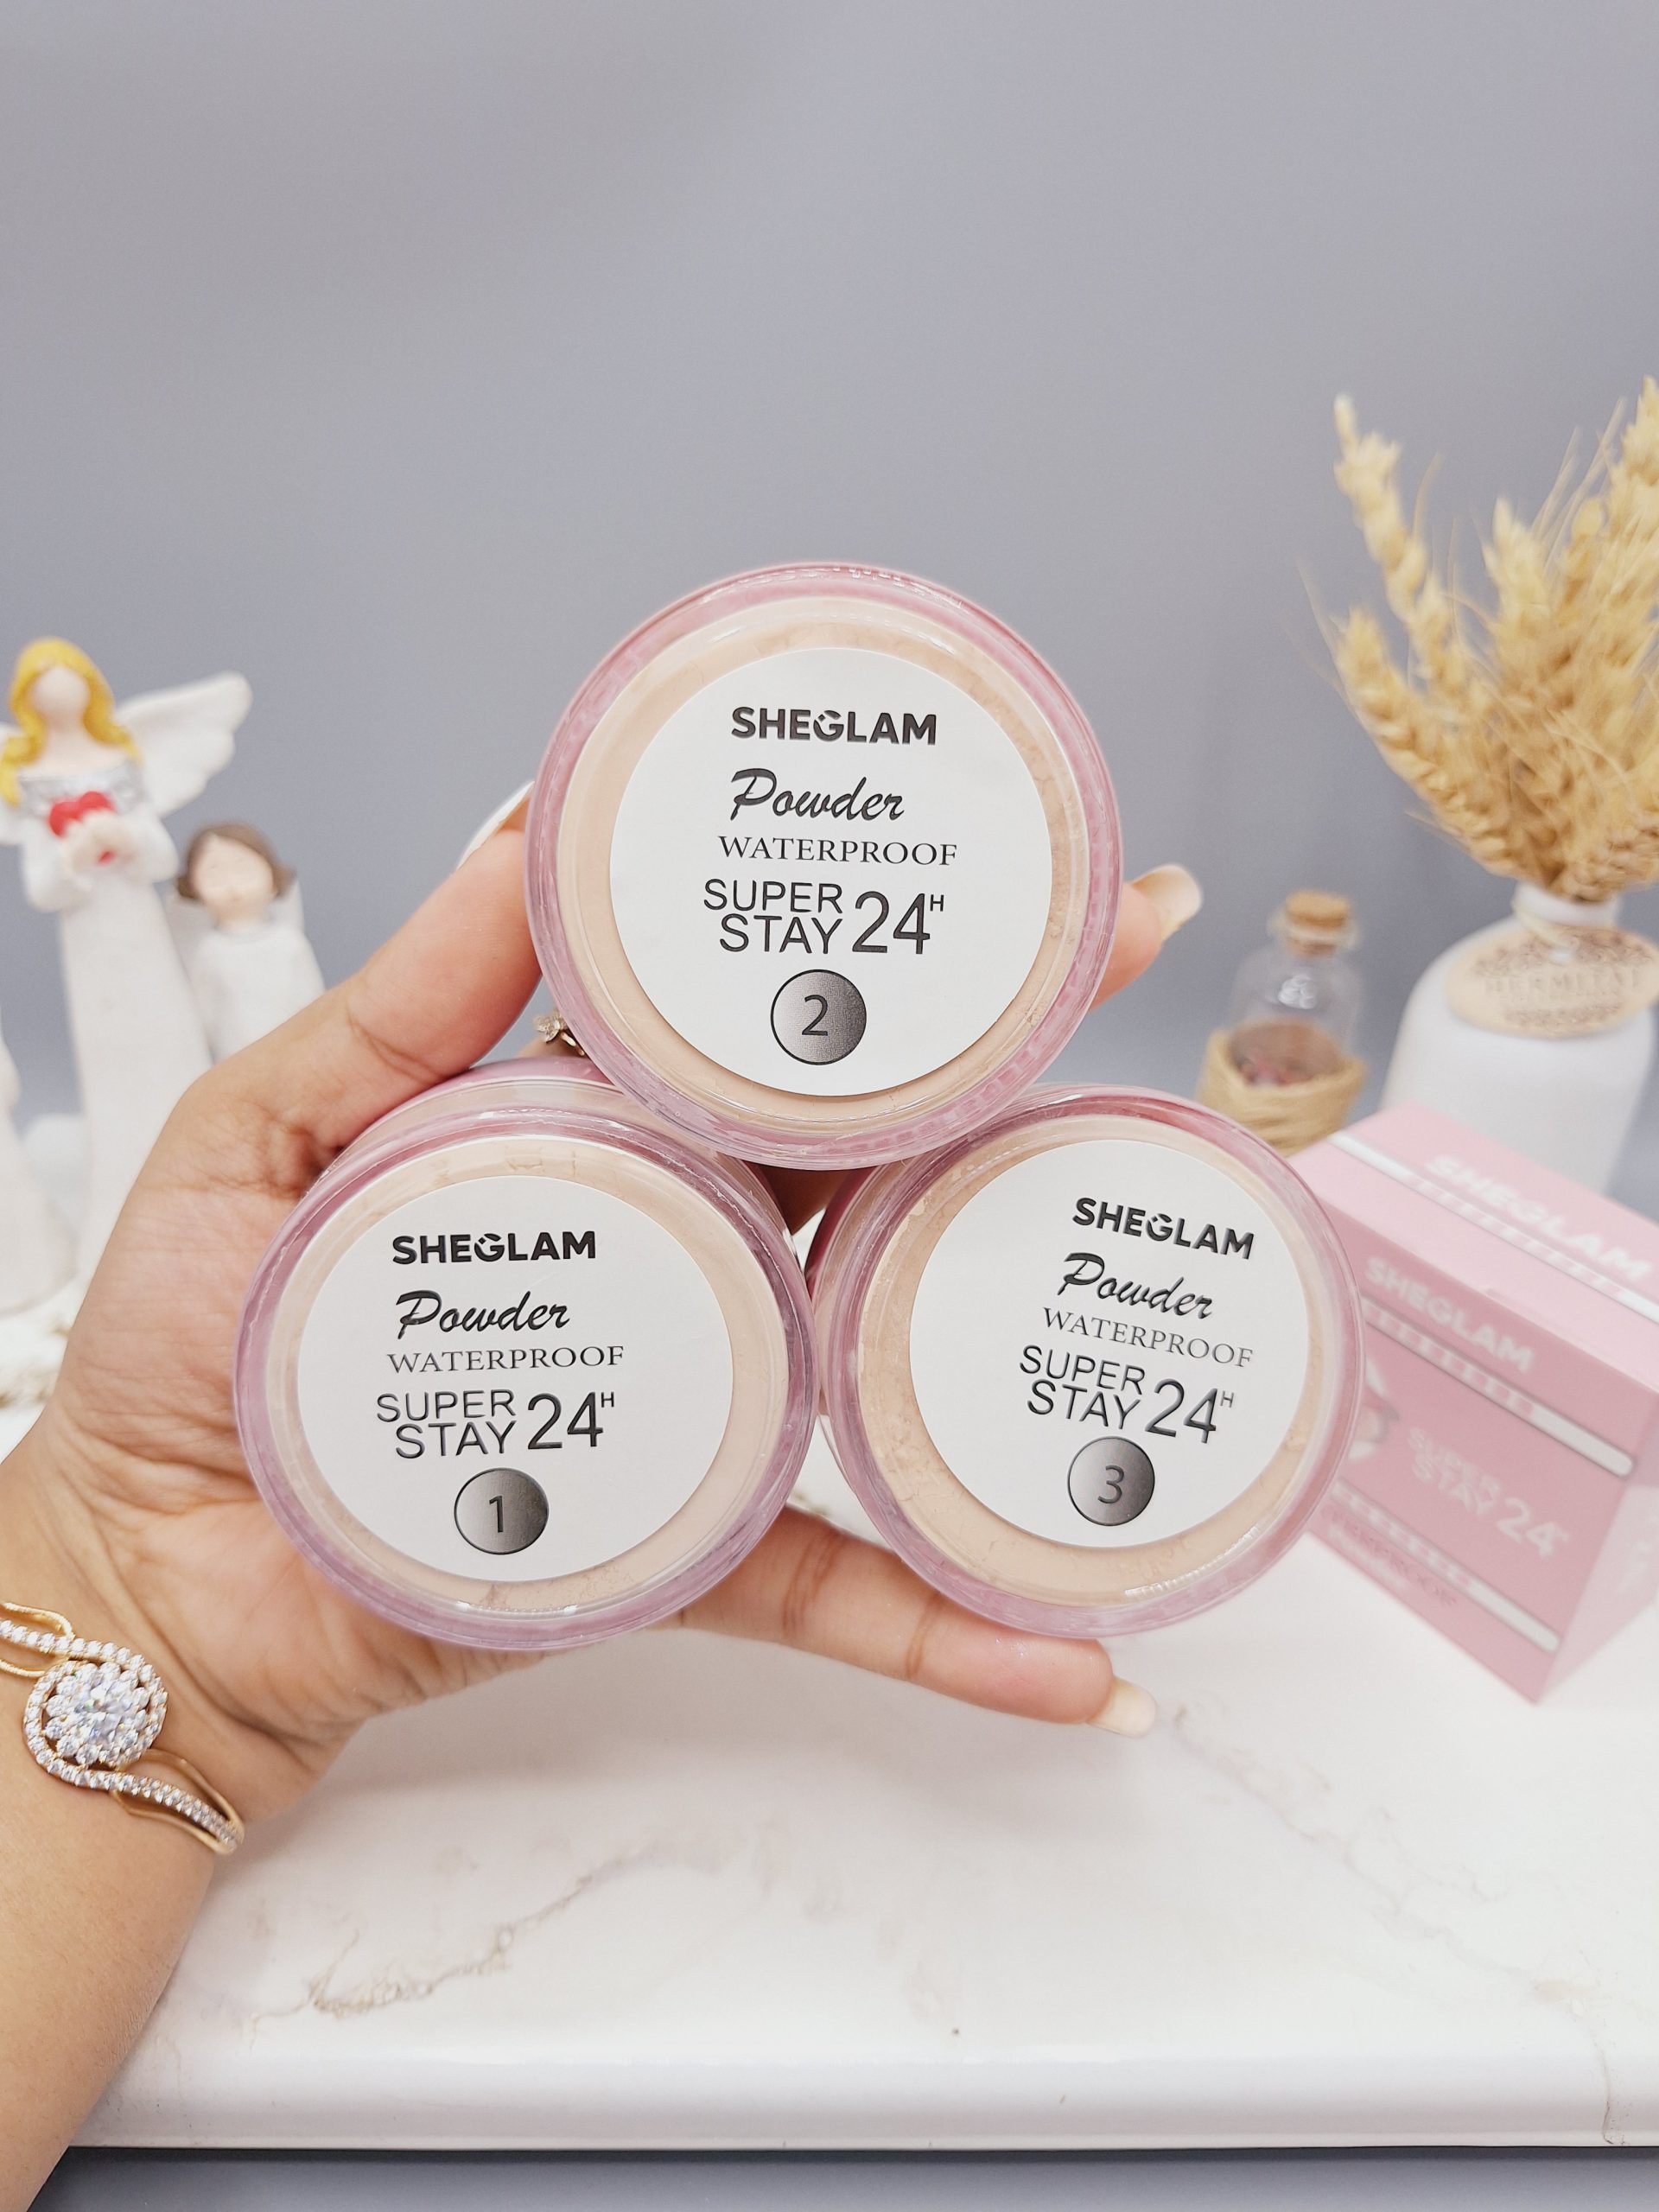 SHEGLAM
Powder
WATERPROOF
SUPER
STAY 24H
2
SHEGLAM
Powder
WATERPROOF
SUPER
STAY 24H
1
SHEGLAM
Powder
WATERPROOF
SUPER
STAY 24H
3
SHEGLAM
SHEGLAM
SUPER
STAY 24H